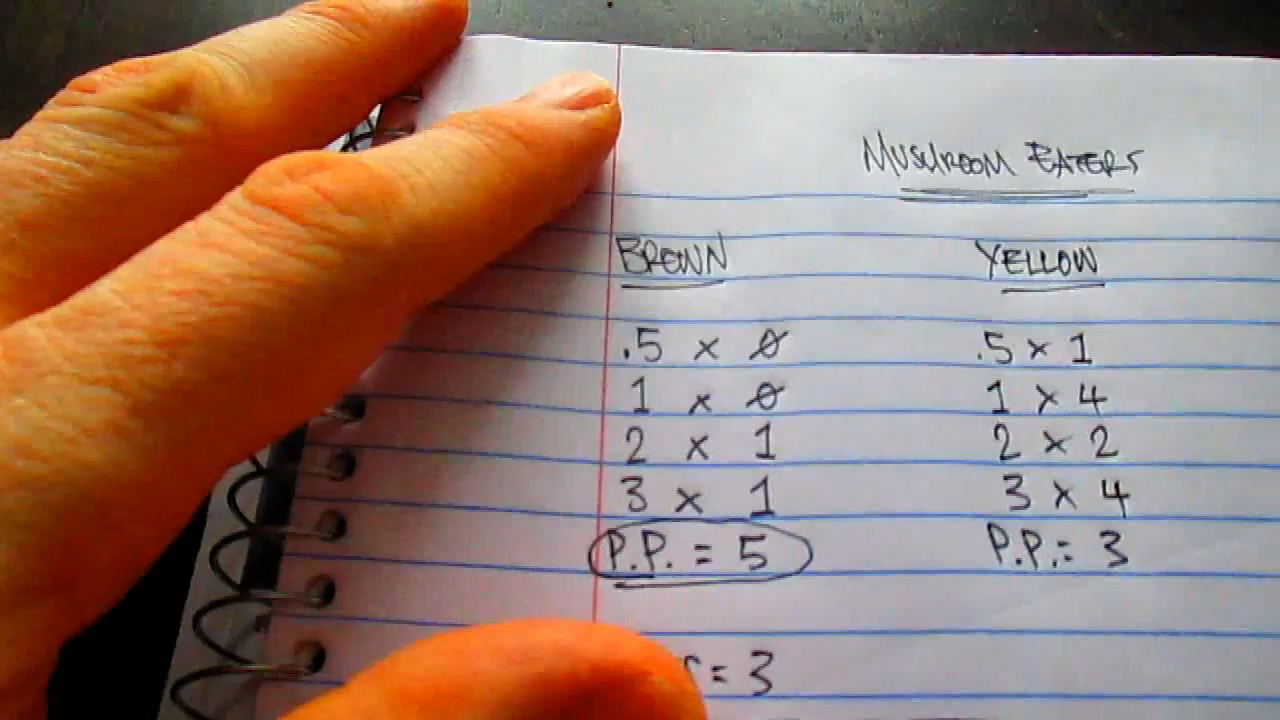 MUSHROOM EATERS
BROWN YELLOW
.5 x 0 .5 x 1
1 x 0 1 x 4
2 x 1 2 x 2
3 x 1 3 x 4
P.P. = 5 P.P. = 3
= 3